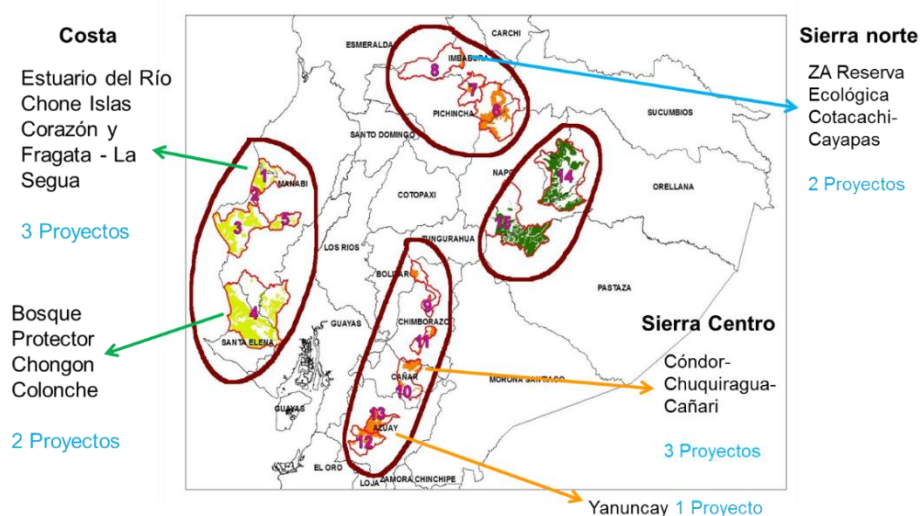 Costa
Estuario del Río
Chone Islas
Corazón y
Fragata - La
Segua
3 Proyectos
Bosque
Protector
Chongon
Colonche
2 Proyectos
CARCHI
ESMERALDA
IMBABURA
8
7
6
PICHINCHA
SUCUMBIOS
SANTO DOMINGO
1
MANABI
2
NAPO
14
ORELLANA
COTOPAXI
3
5
15
LOS RIOS
TUNGURAHUA
BOLIVAR
PASTAZA
9
4
GUAYAS
CHIMBORAZO
11
SANTA ELENA
CAÑAR
MORONA SANTIAGO
10
GUAYAS
13
AZUAY
12
EL ORO
LOJA
ZAMORA CHINCHIPE
Sierra norte
ZA Reserva
Ecológica
Cotacachi-
Cayapas
2 Proyectos
Sierra Centro
Cóndor-
Chuquiragua-
Cañari
3 Proyectos
Yanuncay 1 Proyecto